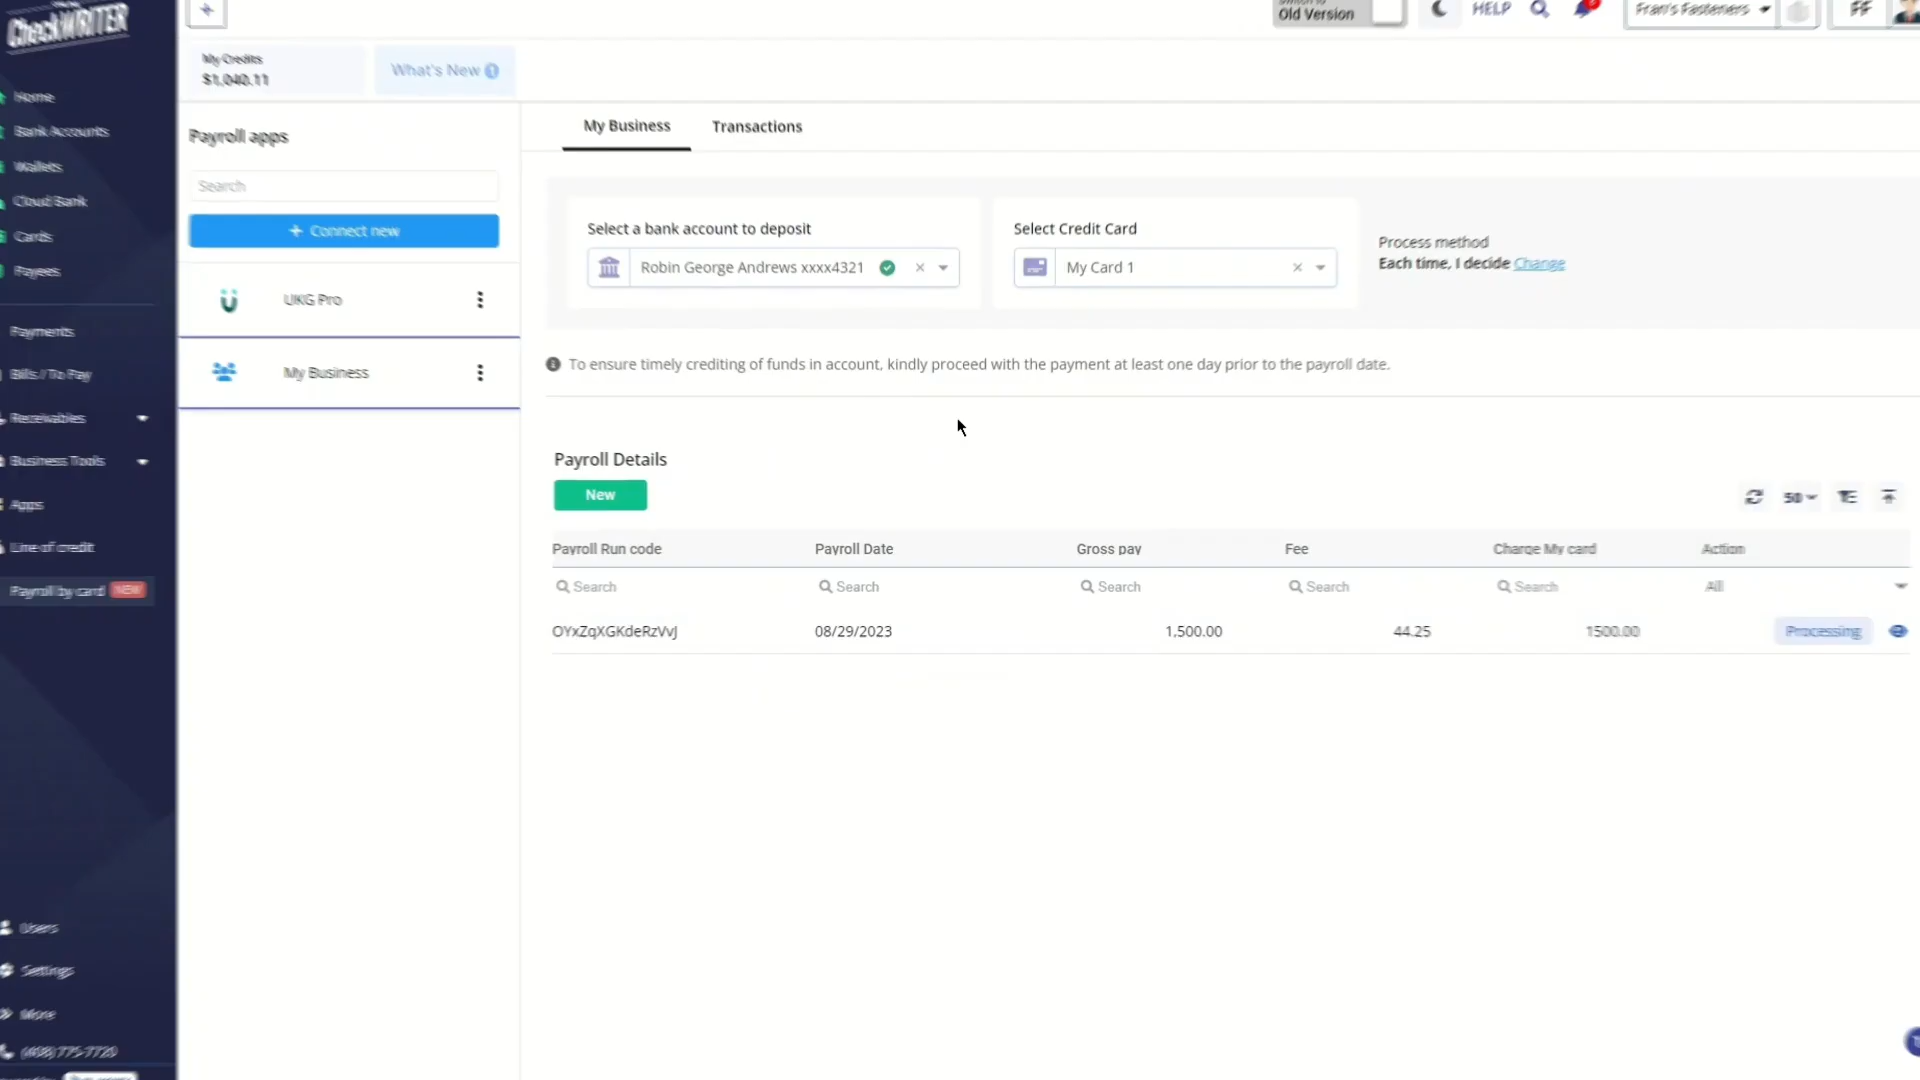 CheckWRITER
Old Version
HELP
Fran's Fasteners
FF
My Credits
$1,040.11
What's New
Home
Bank Accounts
Wallets
Cloud Bank
Cards
Payees
Payments
Bills / To Pay
Receivables
Business Tools
Apps
Line of credit
Payroll by card NEW
Users
Settings
More
(408) 775-7720
Payroll apps
Search
+ Connect new
UKG Pro
My Business
My Business
Transactions
Select a bank account to deposit
Robin George Andrews xxxx4321
Select Credit Card
My Card 1
Process method
Each time, I decide Change
To ensure timely crediting of funds in account, kindly proceed with the payment at least one day prior to the payroll date.
Payroll Details
New
50
Payroll Run code Payroll Date Gross pay Fee Charge My card Action
Search Search Search Search Search All
OYxZqXGKdeRzVvJ 08/29/2023 1,500.00 44.25 1500.00 Processing